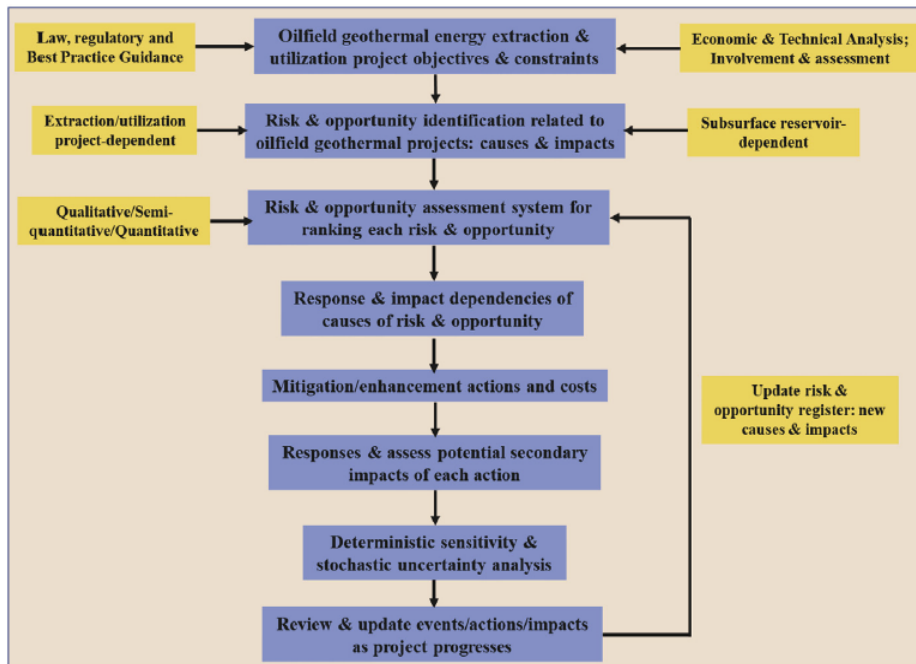 Law, regulatory and
Best Practice Guidance
Oilfield geothermal energy extraction &
utilization project objectives & constraints
Economic & Technical Analysis;
Involvement & assessment
Extraction/utilization
project-dependent
Risk & opportunity identification related to
oilfield geothermal projects: causes & impacts
Subsurface reservoir-
dependent
Qualitative/Semi-
quantitative/Quantitative
Risk & opportunity assessment system for
ranking each risk & opportunity
Response & impact dependencies of
causes of risk & opportunity
Mitigation/enhancement actions and costs
Update risk &
opportunity register: new
causes & impacts
Responses & assess potential secondary
impacts of each action
Deterministic sensitivity &
stochastic uncertainty analysis
Review & update events/actions/impacts
as project progresses